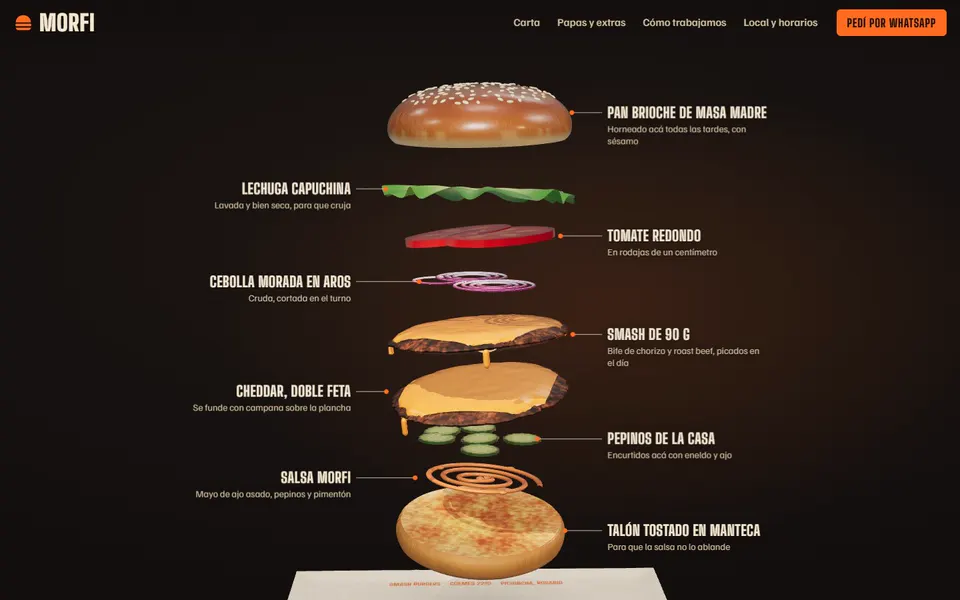 MORFI
Carta
Papas y extras
Cómo trabajamos
Local y horarios
PEDÍ POR WHATSAPP
PAN BRIOCHE DE MASA MADRE
Horneado acá todas las tardes, con
sésamo
LECHUGA CAPUCHINA
Lavada y bien seca, para que cruja
TOMATE REDONDO
En rodajas de un centímetro
CEBOLLA MORADA EN AROS
Cruda, cortada en el turno
SMASH DE 90 G
Bife de chorizo y roast beef, picados en
el día
CHEDDAR, DOBLE FETA
Se funde con campana sobre la plancha
PEPINOS DE LA CASA
Encurtidos acá con eneldo y ajo
SALSA MORFI
Mayo de ajo asado, pepinos y pimentón
TALÓN TOSTADO EN MANTECA
Para que la salsa no lo ablande